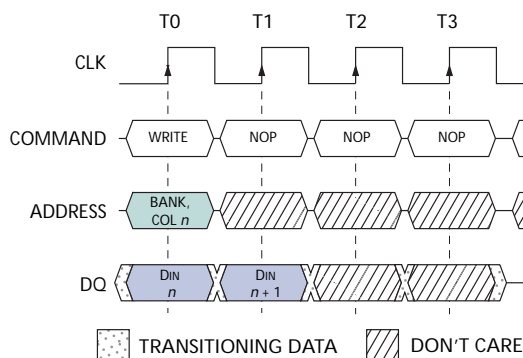 T0 T1 T2 T3
CLK
COMMAND WRITE NOP NOP NOP
ADDRESS BANK, COL n
DQ DIN n DIN n + 1
TRANSITIONING DATA DON'T CARE